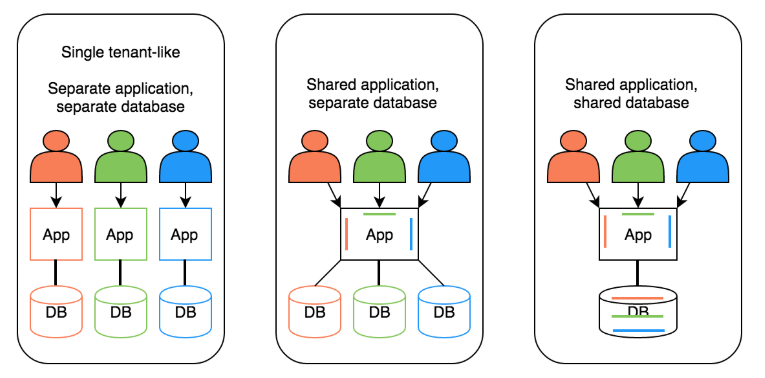 Single tenant-like
Separate application,
separate database
App
App
App
DB
DB
DB
Shared application,
separate database
App
DB
DB
DB
Shared application,
shared database
App
DB